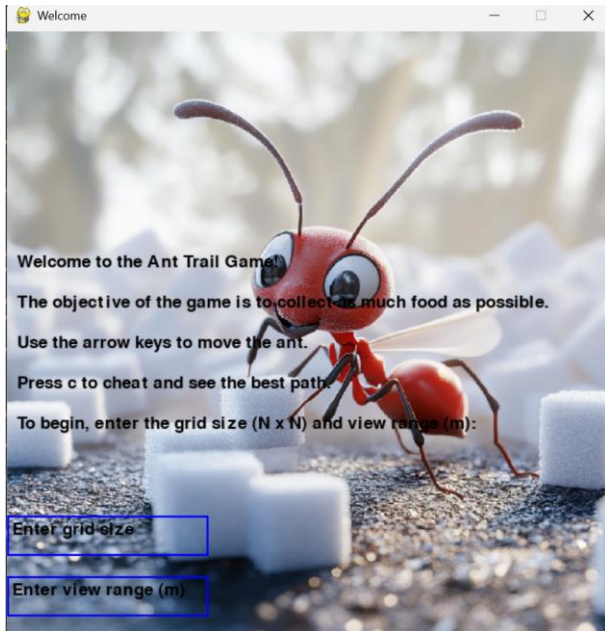 Welcome
Welcome to the Ant Trail Game!
The objective of the game is to collect as much food as possible.
Use the arrow keys to move the ant.
Press c to cheat and see the best path.
To begin, enter the grid size (N x N) and view range (m):
Enter grid size
Enter view range (m)